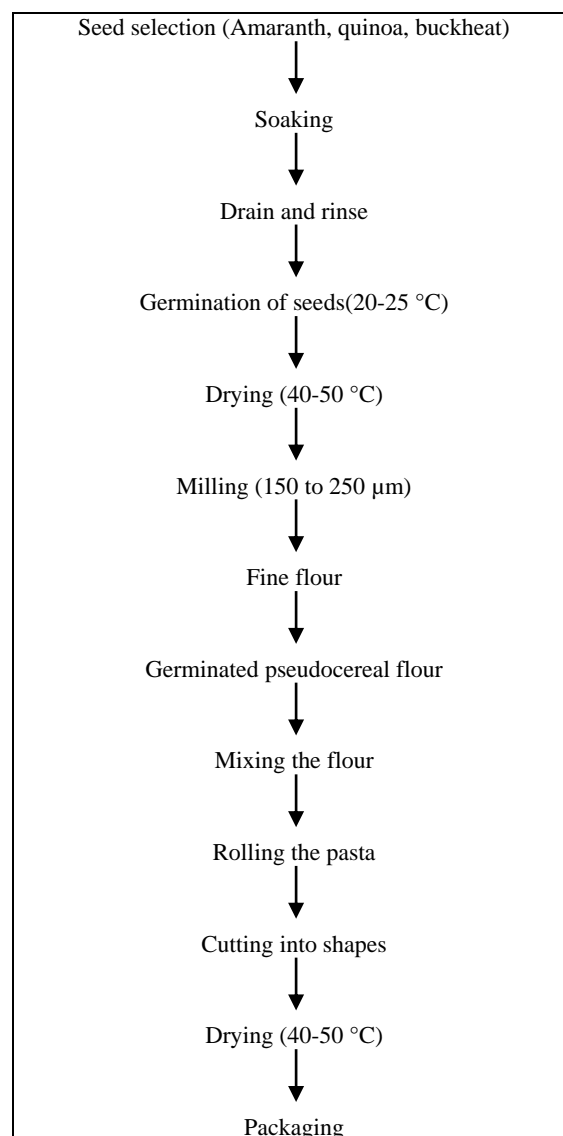 Seed selection (Amaranth, quinoa, buckheat)
Soaking
Drain and rinse
Germination of seeds(20-25 °C)
Drying (40-50 °C)
Milling (150 to 250 µm)
Fine flour
Germinated pseudocereal flour
Mixing the flour
Rolling the pasta
Cutting into shapes
Drying (40-50 °C)
Packaging